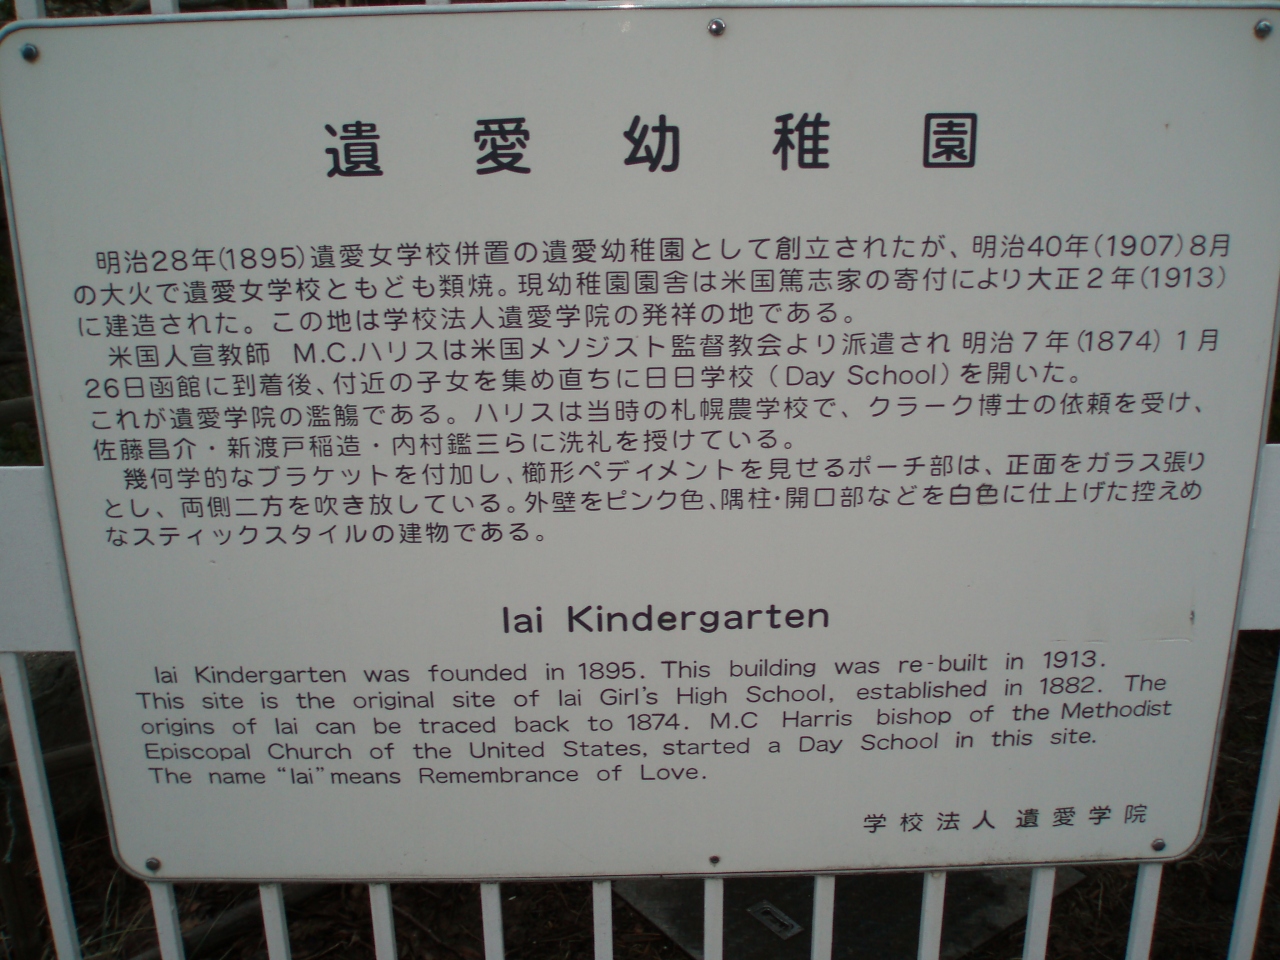 遺愛幼稚園
明治28年(1895)遺愛女学校併置の遺愛幼稚園として創立されたが、明治40年(1907)8月
の大火で遺愛女学校ともども類焼。現幼稚園園舎は米国篤志家の寄付により大正2年(1913)
に建造された。この地は学校法人遺愛学院の発祥の地である。
米国人宣教師 M.C.ハリスは米国メソジスト監督教会より派遣され 明治7年(1874)1月
26日函館に到着後、付近の子女を集め直ちに日日学校(Day School)を開いた。
これが遺愛学院の濫觴である。ハリスは当時の札幌農学校で、クラーク博士の依頼を受け、
佐藤昌介・新渡戸稲造・内村鑑三らに洗礼を授けている。
幾何学的なブラケットを付加し、櫛形ペディメントを見せるポーチ部は、正面をガラス張り
とし、両側二方を吹き放している。外壁をピンク色、隅柱・開口部などを白色に仕上げた控えめ
なスティックスタイルの建物である。
Iai Kindergarten
Iai Kindergarten was founded in 1895. This building was re-built in 1913.
This site is the original site of Iai Girl's High School, established in 1882. The
origins of Iai can be traced back to 1874. M.C Harris bishop of the Methodist
Episcopal Church of the United States, started a Day School in this site.
The name "Iai" means Remembrance of Love.
学校法人 遺愛学院